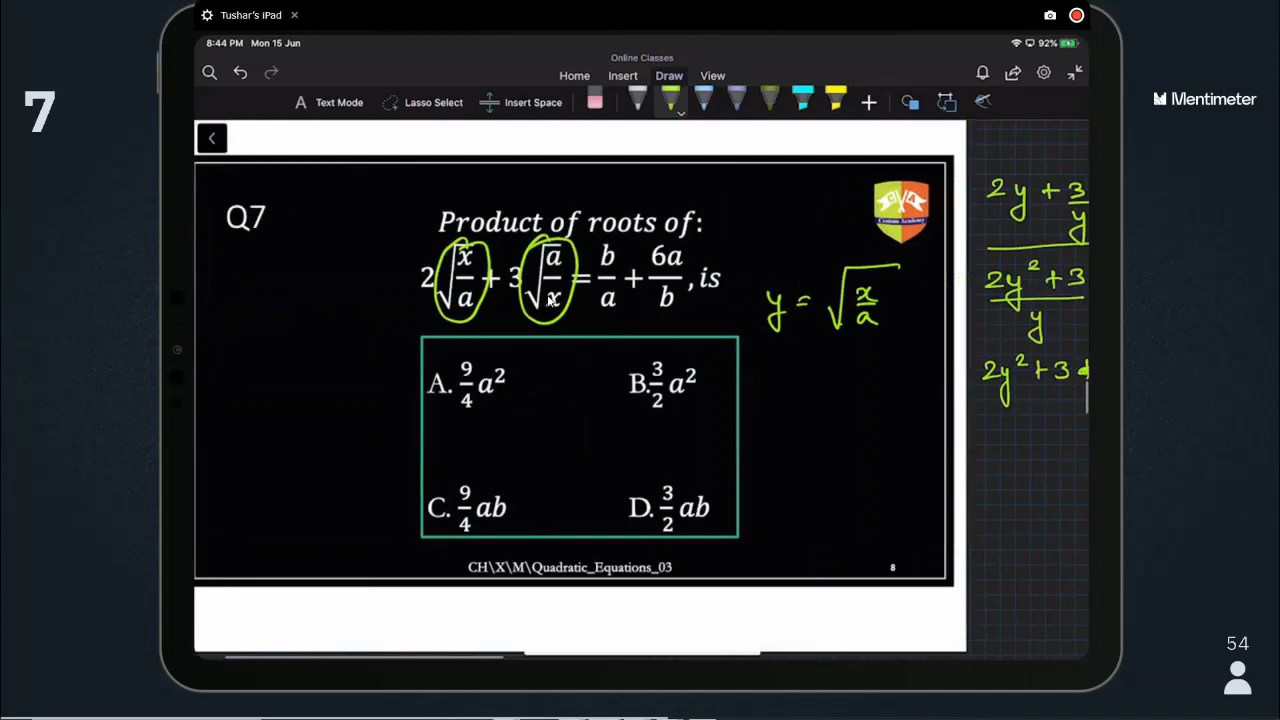 Tushar's iPad ×
8:44 PM Mon 15 Jun
92%
Online Classes
7
Mentimeter
Home Insert Draw View
A Text Mode Lasso Select Insert Space
Q7
Product of roots of:
2√(x/a) + 3√(a/x) = b/a + 6a/b , is
y = √(x/a)
2y + 3/y
(2y² + 3)/y
2y² + 3
A. 9/4 a² B. 3/2 a²
C. 9/4 ab D. 3/2 ab
CH\X\M\Quadratic_Equations_03
8
54